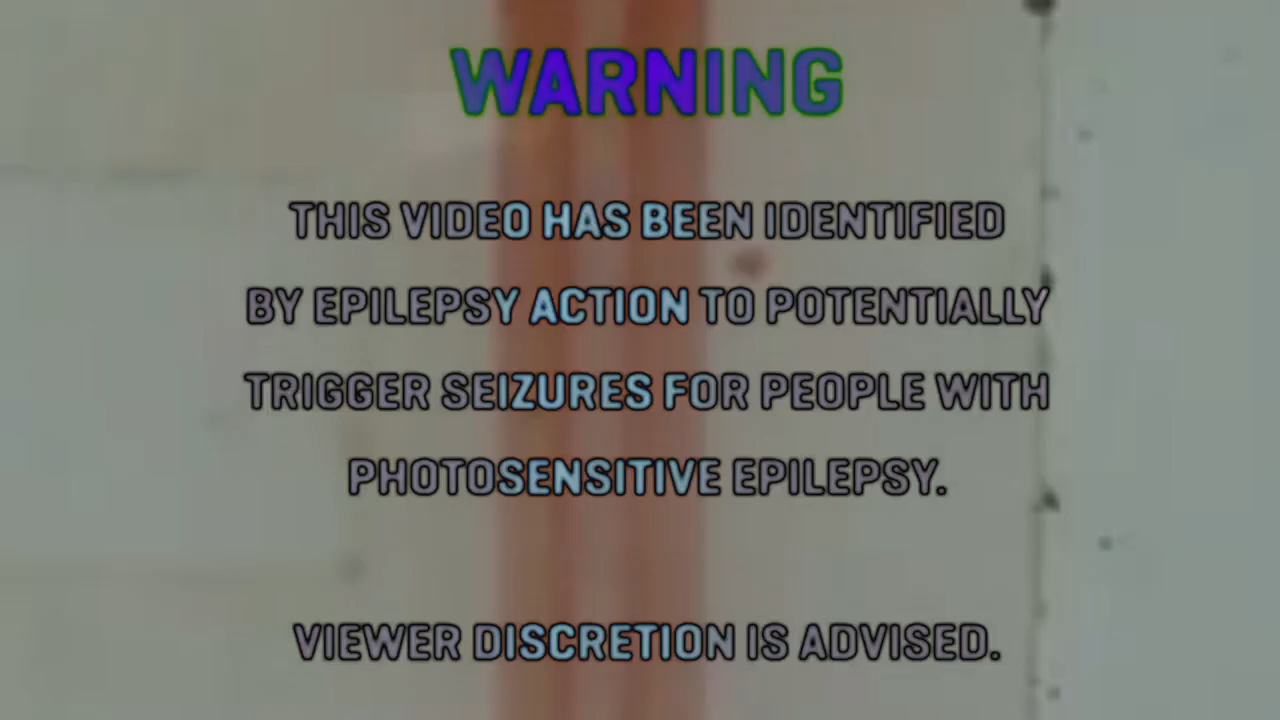 WARNING
THIS VIDEO HAS BEEN IDENTIFIED
BY EPILEPSY ACTION TO POTENTIALLY
TRIGGER SEIZURES FOR PEOPLE WITH
PHOTOSENSITIVE EPILEPSY.
VIEWER DISCRETION IS ADVISED.